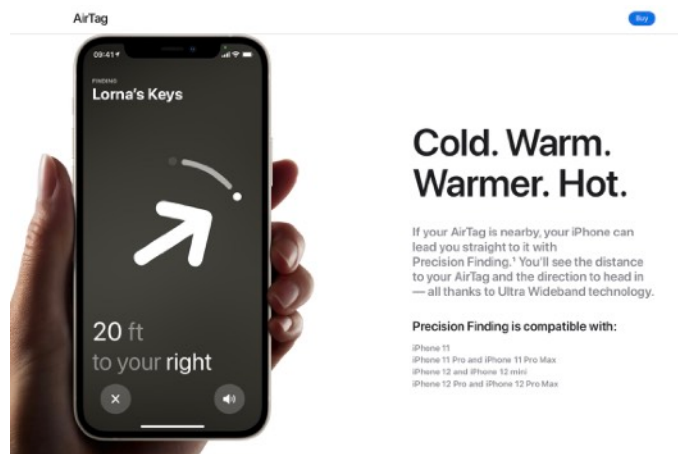 AirTag
Buy
09:41
FINDING
Lorna's Keys
20 ft
to your right
Cold. Warm.
Warmer. Hot.
If your AirTag is nearby, your iPhone can
lead you straight to it with
Precision Finding.¹ You'll see the distance
to your AirTag and the direction to head in
— all thanks to Ultra Wideband technology.
Precision Finding is compatible with:
iPhone 11
iPhone 11 Pro and iPhone 11 Pro Max
iPhone 12 and iPhone 12 mini
iPhone 12 Pro and iPhone 12 Pro Max